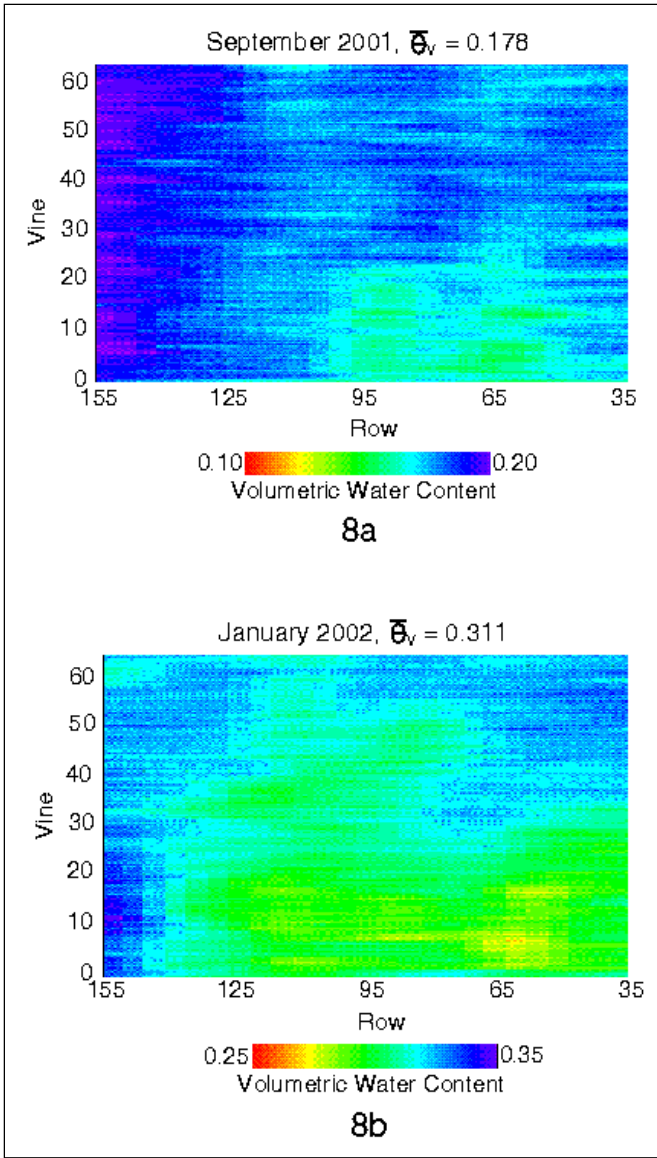 September 2001, θ̅ᵥ = 0.178
Vine
60
50
40
30
20
10
0
155 125 95 65 35
Row
0.10 0.20
Volumetric Water Content
8a
January 2002, θ̅ᵥ = 0.311
Vine
60
50
40
30
20
10
0
155 125 95 65 35
Row
0.25 0.35
Volumetric Water Content
8b